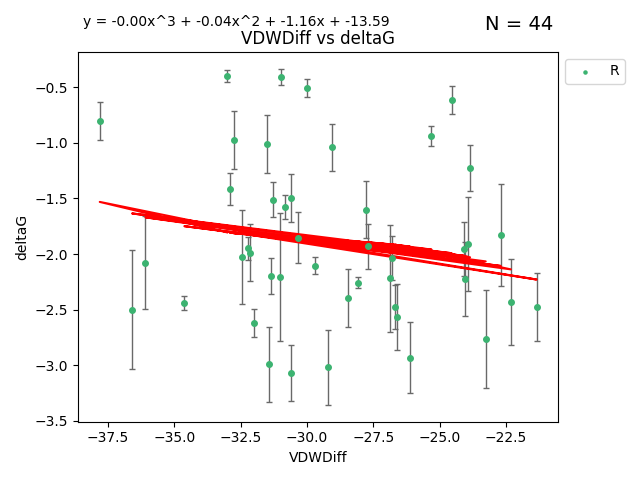 y = -0.00x^3 + -0.04x^2 + -1.16x + -13.59
N = 44
VDWDiff vs deltaG
R
−0.5
−1.0
−1.5
−2.0
−2.5
−3.0
−3.5
deltaG
−37.5 −35.0 −32.5 −30.0 −27.5 −25.0 −22.5
VDWDiff